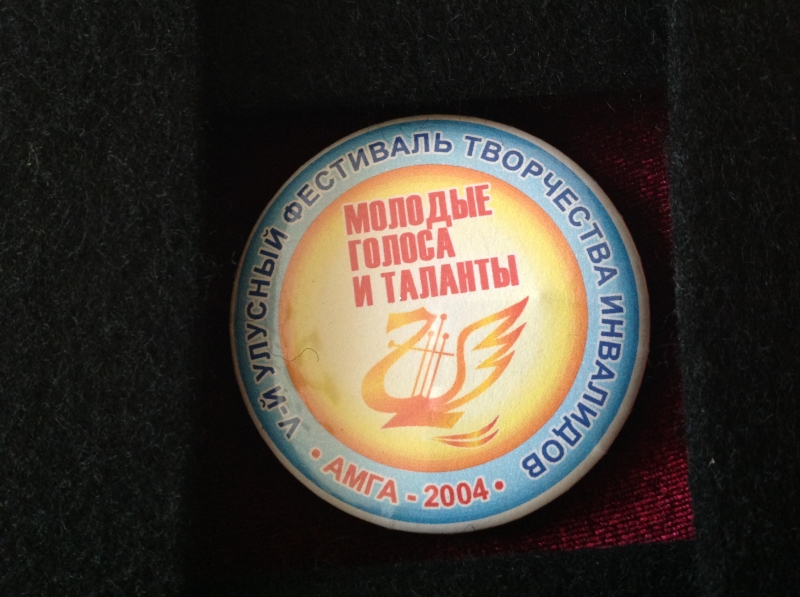 V-Й УЛУСНЫЙ ФЕСТИВАЛЬ ТВОРЧЕСТВА ИНВАЛИДОВ
МОЛОДЫЕ
ГОЛОСА
И ТАЛАНТЫ
• АМГА - 2004 •